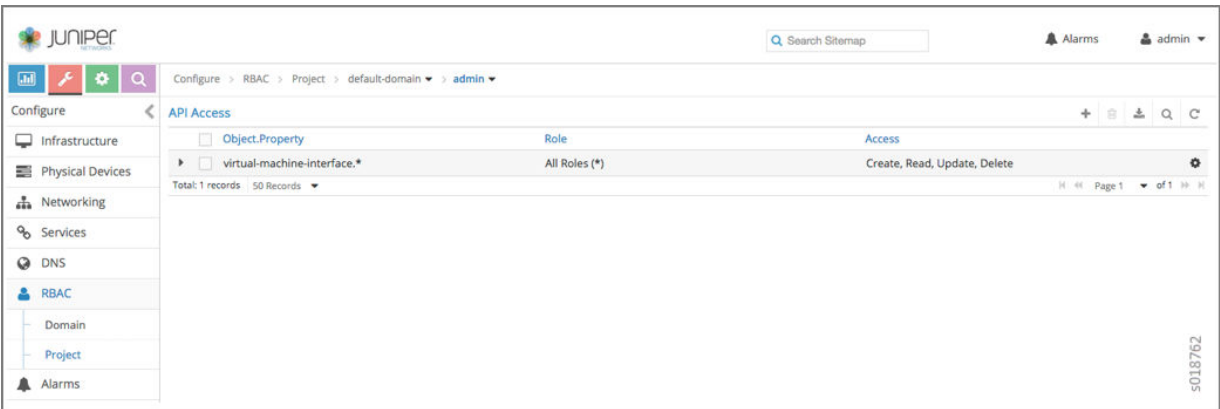 JUNIPER
NETWORKS
Search Sitemap
Alarms
admin
Configure > RBAC > Project > default-domain > admin
Configure
API Access
Object.Property Role Access
Infrastructure
virtual-machine-interface.* All Roles (*) Create, Read, Update, Delete
Physical Devices
Total: 1 records 50 Records Page 1 of 1
Networking
Services
DNS
RBAC
Domain
Project
Alarms
s018762